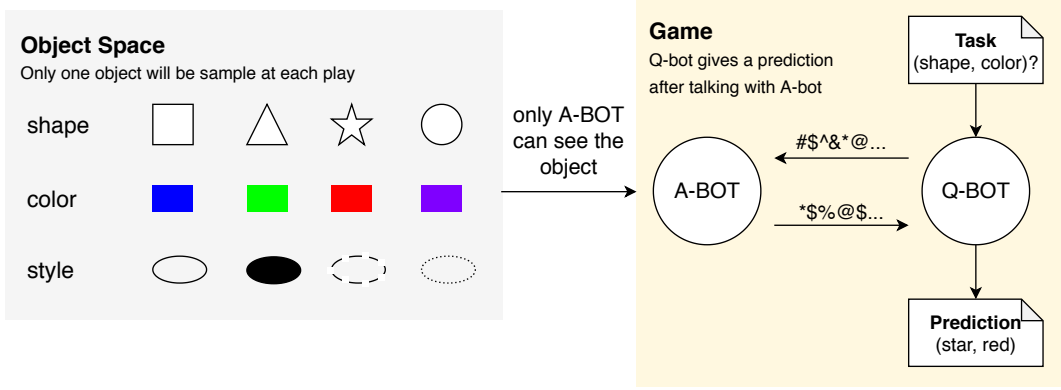 Object Space
Only one object will be sample at each play
shape
color
style
only A-BOT
can see the
object
Game
Q-bot gives a prediction
after talking with A-bot
Task
(shape, color)?
#$^&*@...
A-BOT
Q-BOT
*$%@$...
Prediction
(star, red)